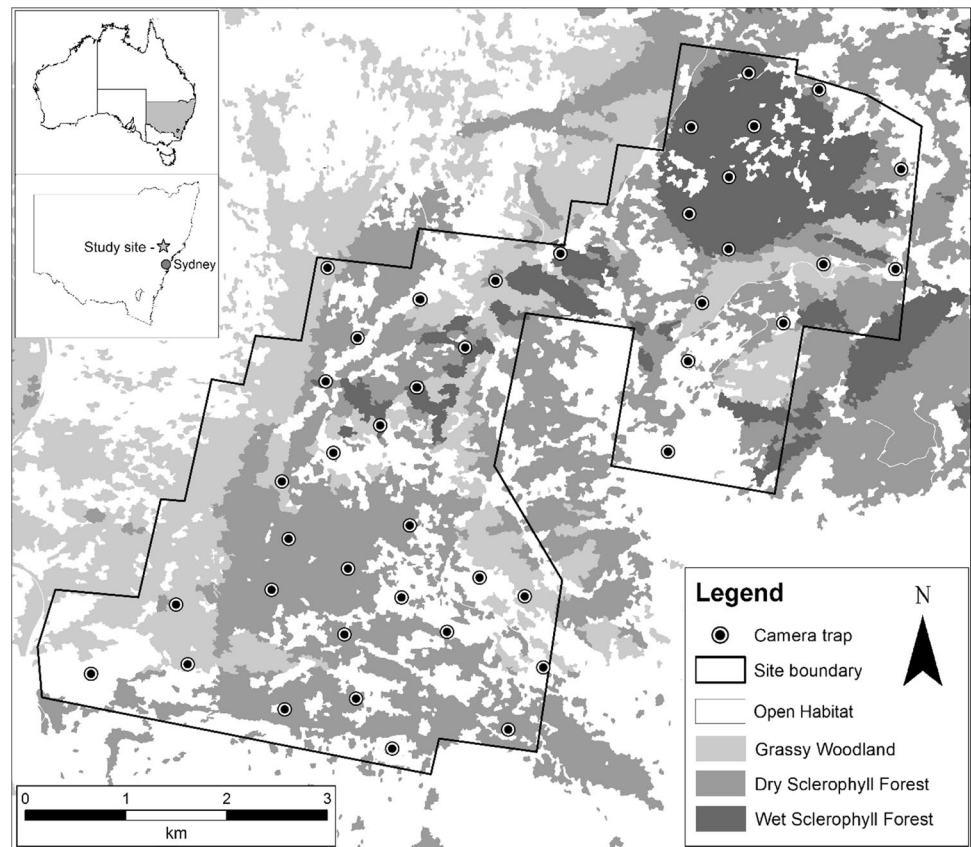 Study site -
Sydney
Legend
N
Camera trap
Site boundary
Open Habitat
Grassy Woodland
Dry Sclerophyll Forest
Wet Sclerophyll Forest
0 1 2 3
km